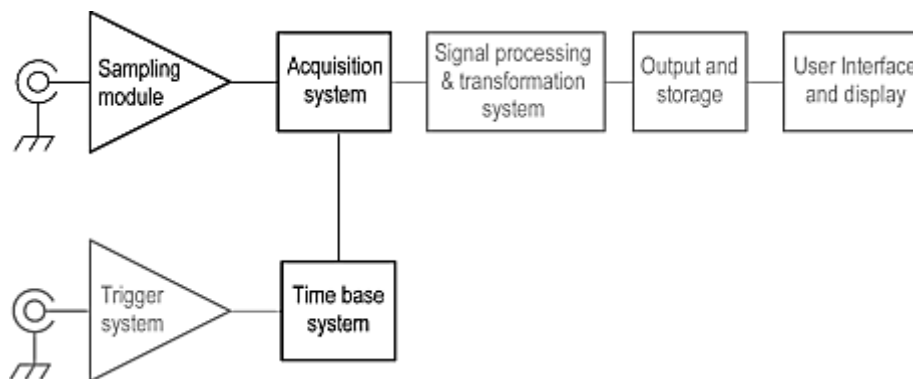 Sampling
module
Acquisition
system
Signal processing
& transformation
system
Output and
storage
User Interface
and display
Trigger
system
Time base
system